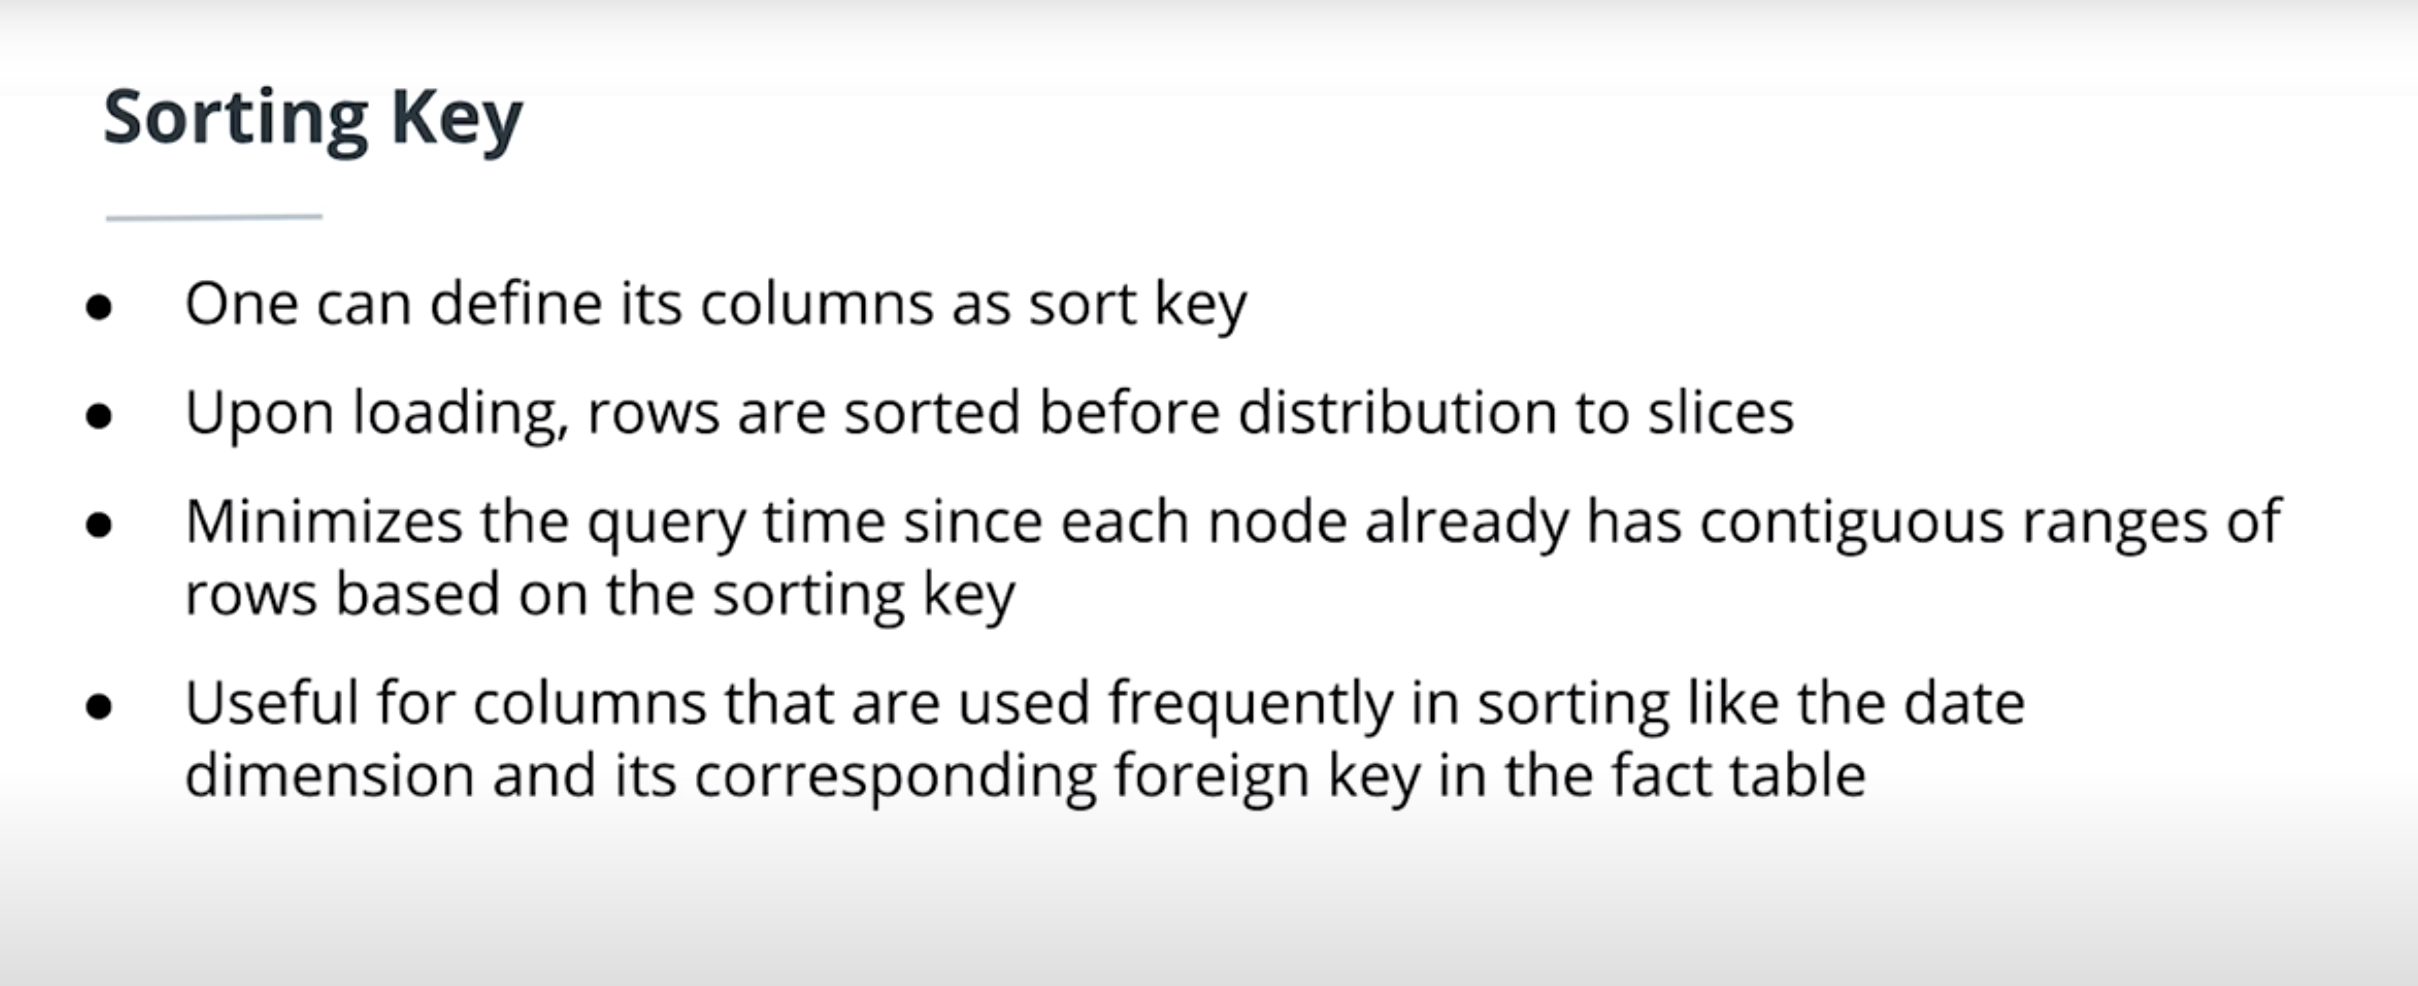 Sorting Key
● One can define its columns as sort key
● Upon loading, rows are sorted before distribution to slices
● Minimizes the query time since each node already has contiguous ranges of
rows based on the sorting key
● Useful for columns that are used frequently in sorting like the date
dimension and its corresponding foreign key in the fact table